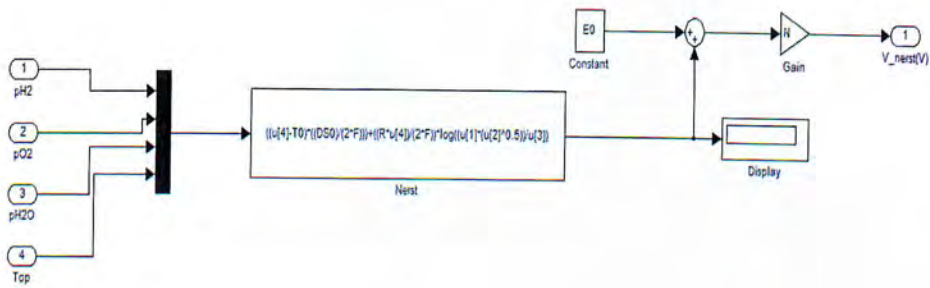 1
pH2
2
pO2
3
pH2O
4
Top
((u[4]-T0)*((DS0)/(2*F)))+((R*u[4])/(2*F))*log((u[1]*(u[2]^0.5))/u[3])
Nerst
E0
Constant
+
+
N
Gain
1
V_nerst(V)
Display